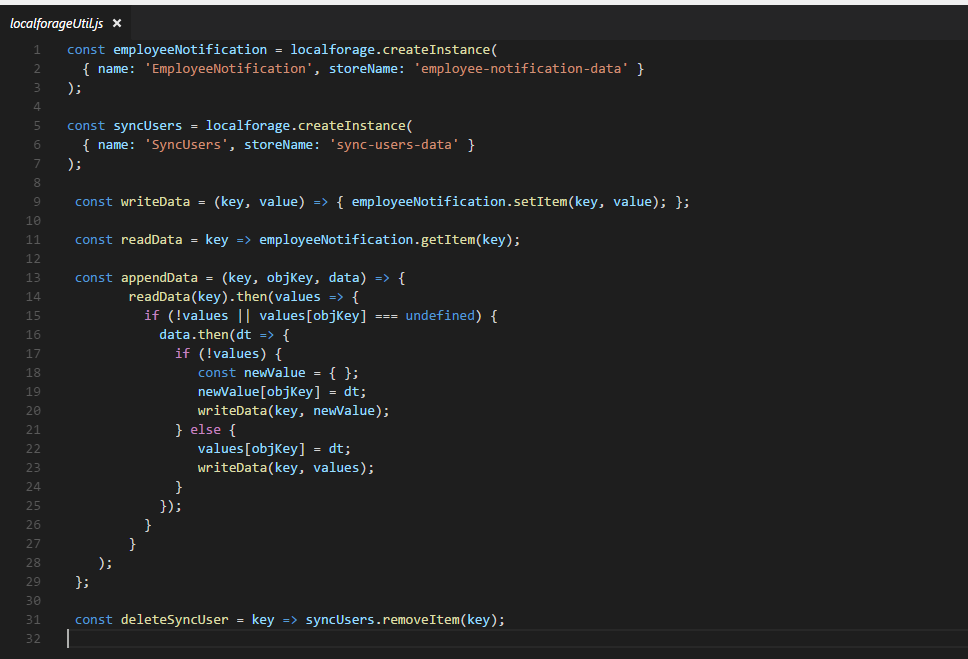 localforageUtil.js ×
1 const employeeNotification = localforage.createInstance(
2 { name: 'EmployeeNotification', storeName: 'employee-notification-data' }
3 );
4
5 const syncUsers = localforage.createInstance(
6 { name: 'SyncUsers', storeName: 'sync-users-data' }
7 );
8
9 const writeData = (key, value) => { employeeNotification.setItem(key, value); };
10
11 const readData = key => employeeNotification.getItem(key);
12
13 const appendData = (key, objKey, data) => {
14 readData(key).then(values => {
15 if (!values || values[objKey] === undefined) {
16 data.then(dt => {
17 if (!values) {
18 const newValue = { };
19 newValue[objKey] = dt;
20 writeData(key, newValue);
21 } else {
22 values[objKey] = dt;
23 writeData(key, values);
24 }
25 });
26 }
27 }
28 );
29 };
30
31 const deleteSyncUser = key => syncUsers.removeItem(key);
32